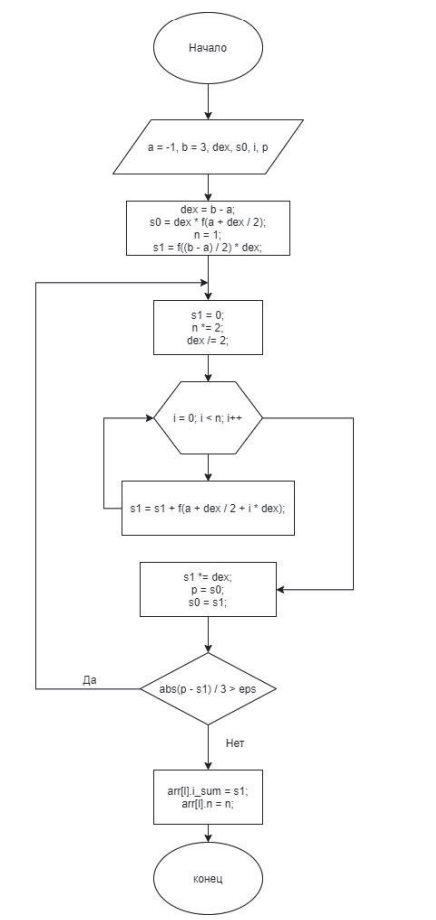 Начало
a = -1, b = 3, dex, s0, i, p
dex = b - a;
s0 = dex * f(a + dex / 2);
n = 1;
s1 = f((b - a) / 2) * dex;
s1 = 0;
n *= 2;
dex /= 2;
i = 0; i < n; i++
s1 = s1 + f(a + dex / 2 + i * dex);
s1 *= dex;
p = s0;
s0 = s1;
Да
abs(p - s1) / 3 > eps
Нет
arr[l].i_sum = s1;
arr[l].n = n;
конец